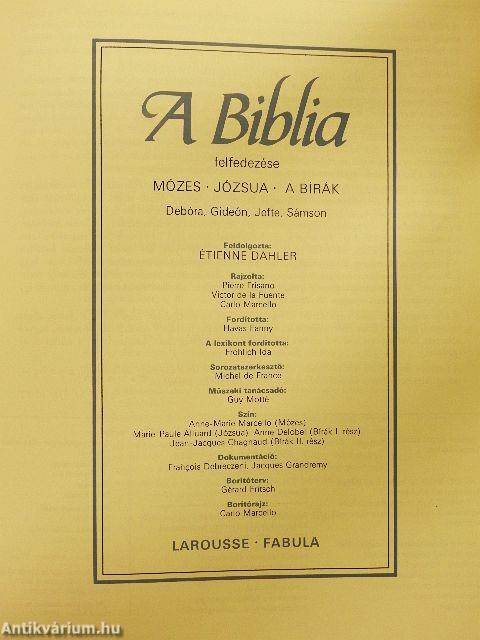 A Biblia
felfedezése
MÓZES · JÓZSUA · A BÍRÁK
Debóra, Gideón, Jefte, Sámson
Feldolgozta:
ÉTIENNE DAHLER
Rajzolta:
Pierre Frisano
Victor de la Fuente
Carlo Marcello
Fordította:
Havas Fanny
A lexikont fordította:
Fröhlich Ida
Sorozatszerkesztő:
Michel de France
Műszaki tanácsadó:
Guy Motté
Szín:
Anne-Marie Marcello (Mózes)
Marie-Paule Alluard (Józsua) Anne Delobel (Bírák I. rész)
Jean-Jacques Chagnaud (Bírák II. rész)
Dokumentáció:
François Debreczeni, Jacques Grandremy
Borítóterv:
Gérard Fritsch
Borítórajz:
Carlo Marcello
LAROUSSE · FABULA
Antikvárium.hu